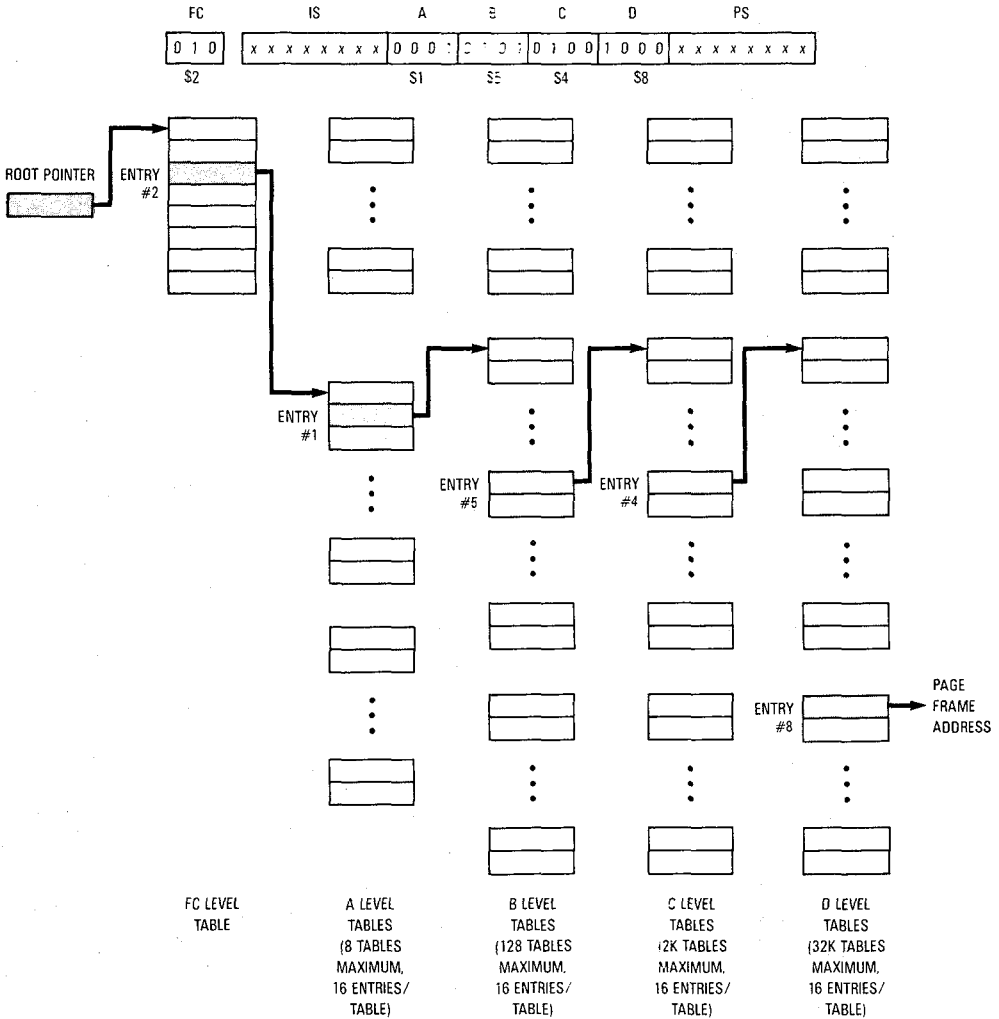 FC IS A B C D PS
0 1 0 x x x x x x x x 0 0 0 0 1 0 0 1 0 0 0 x x x x x x x x
$2 $1 $4 $8
ROOT POINTER
ENTRY
#2
ENTRY
#1
ENTRY
#5
ENTRY
#4
ENTRY
#8
PAGE
FRAME
ADDRESS
FC LEVEL
TABLE
A LEVEL
TABLES
(8 TABLES
MAXIMUM,
16 ENTRIES/
TABLE)
B LEVEL
TABLES
(128 TABLES
MAXIMUM,
16 ENTRIES/
TABLE)
C LEVEL
TABLES
(2K TABLES
MAXIMUM,
16 ENTRIES/
TABLE)
D LEVEL
TABLES
(32K TABLES
MAXIMUM,
16 ENTRIES/
TABLE)